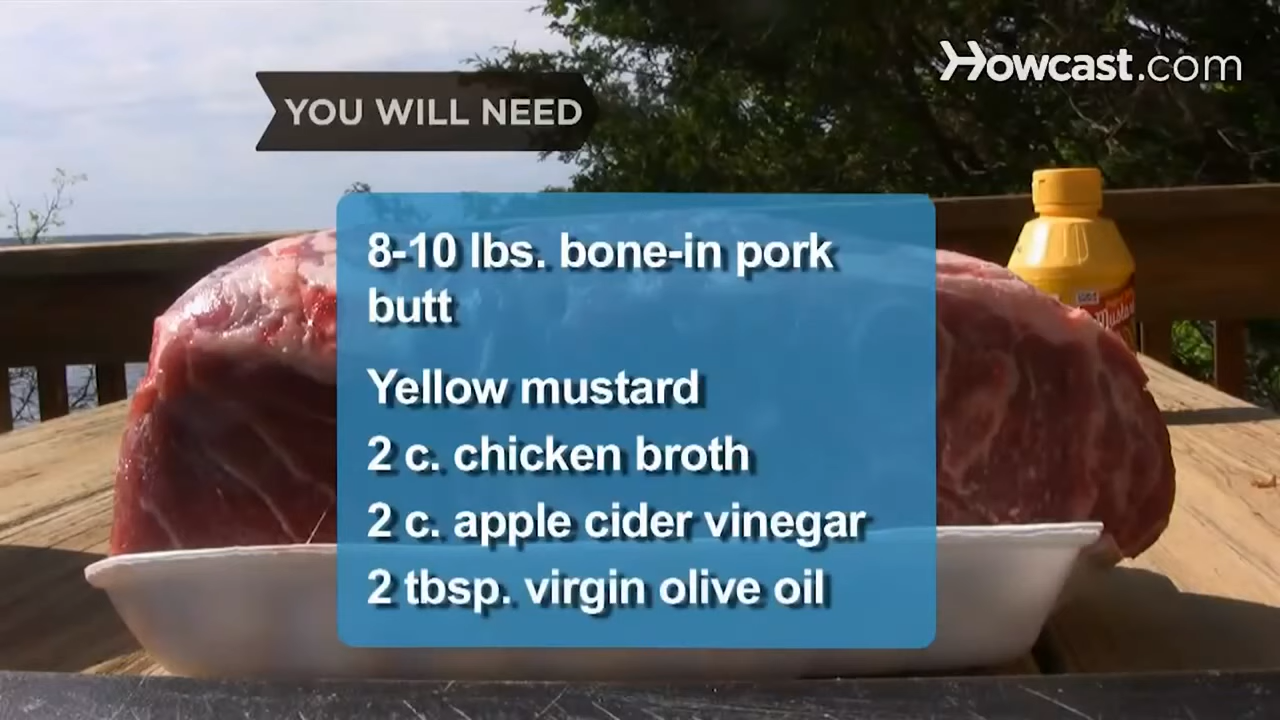 Howcast.com
YOU WILL NEED
8-10 lbs. bone-in pork
butt
Yellow mustard
2 c. chicken broth
2 c. apple cider vinegar
2 tbsp. virgin olive oil
Mustard